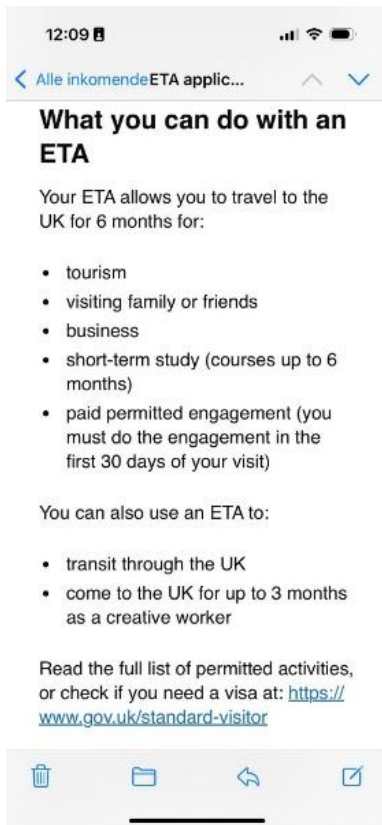 12:09
Alle inkomende ETA applic...
What you can do with an
ETA
Your ETA allows you to travel to the
UK for 6 months for:
• tourism
• visiting family or friends
• business
• short-term study (courses up to 6
months)
• paid permitted engagement (you
must do the engagement in the
first 30 days of your visit)
You can also use an ETA to:
• transit through the UK
• come to the UK for up to 3 months
as a creative worker
Read the full list of permitted activities,
or check if you need a visa at: https://
www.gov.uk/standard-visitor